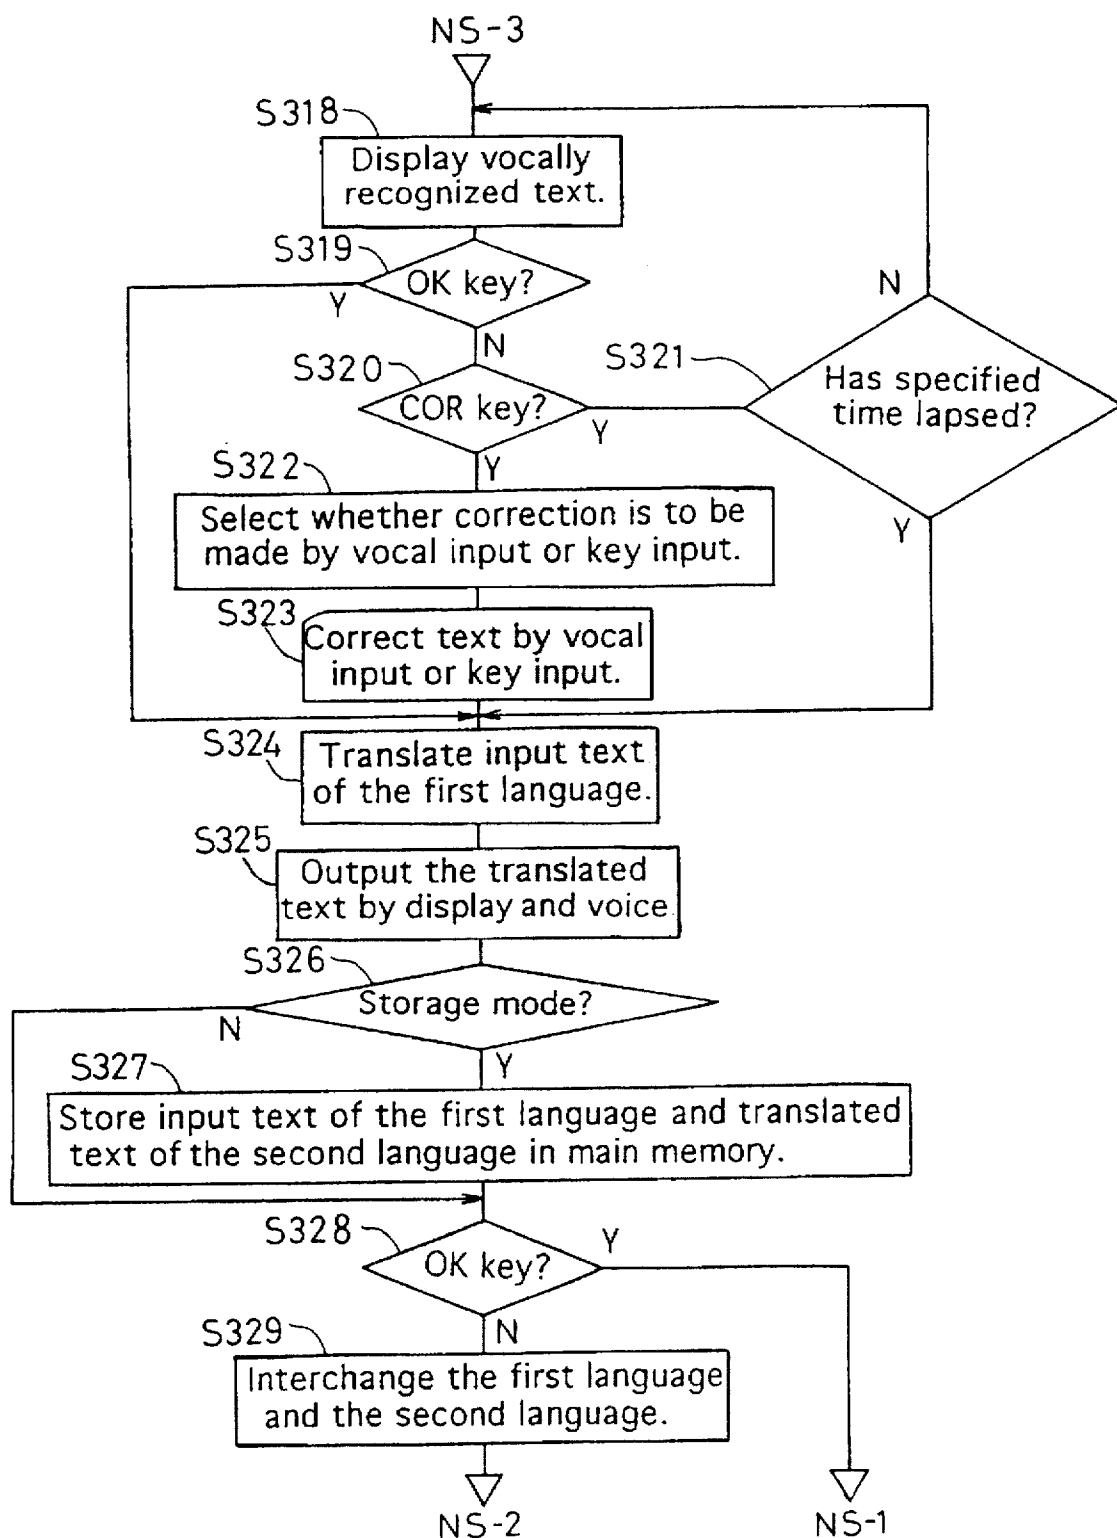 NS-3
S318
Display vocally
recognized text.
S319
OK key?
Y
N
N
S320
COR key?
Y
Y
S321
Has specified
time lapsed?
Y
S322
Select whether correction is to be
made by vocal input or key input.
S323
Correct text by vocal
input or key input.
S324
Translate input text
of the first language.
S325
Output the translated
text by display and voice
S326
Storage mode?
N
Y
S327
Store input text of the first language and translated
text of the second language in main memory.
S328
OK key?
Y
N
S329
Interchange the first language
and the second language.
NS-2
NS-1